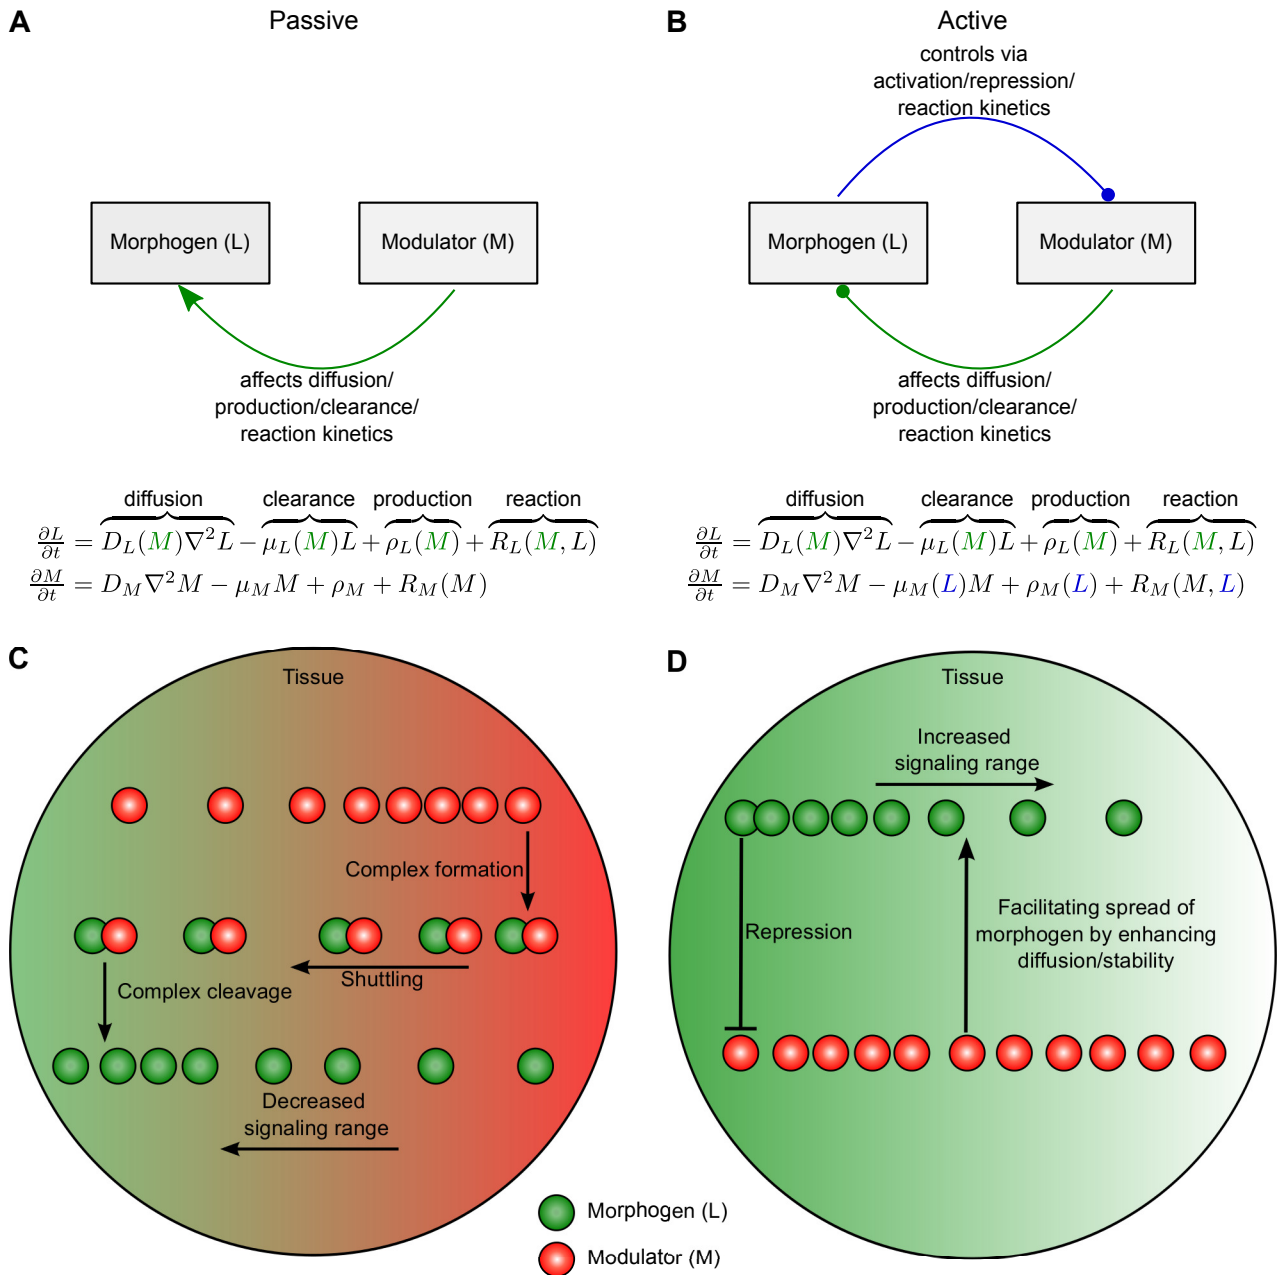 A
Passive
Morphogen (L)
Modulator (M)
affects diffusion/
production/clearance/
reaction kinetics
diffusion clearance production reaction
∂L/∂t = D_L(M)∇²L − μ_L(M)L + ρ_L(M) + R_L(M, L)
∂M/∂t = D_M∇²M − μ_M M + ρ_M + R_M(M)
B
Active
controls via
activation/repression/
reaction kinetics
Morphogen (L)
Modulator (M)
affects diffusion/
production/clearance/
reaction kinetics
diffusion clearance production reaction
∂L/∂t = D_L(M)∇²L − μ_L(M)L + ρ_L(M) + R_L(M, L)
∂M/∂t = D_M∇²M − μ_M(L)M + ρ_M(L) + R_M(M, L)
C
Tissue
Complex formation
Shuttling
Complex cleavage
Decreased
signaling range
D
Tissue
Increased
signaling range
Repression
Facilitating spread of
morphogen by enhancing
diffusion/stability
Morphogen (L)
Modulator (M)